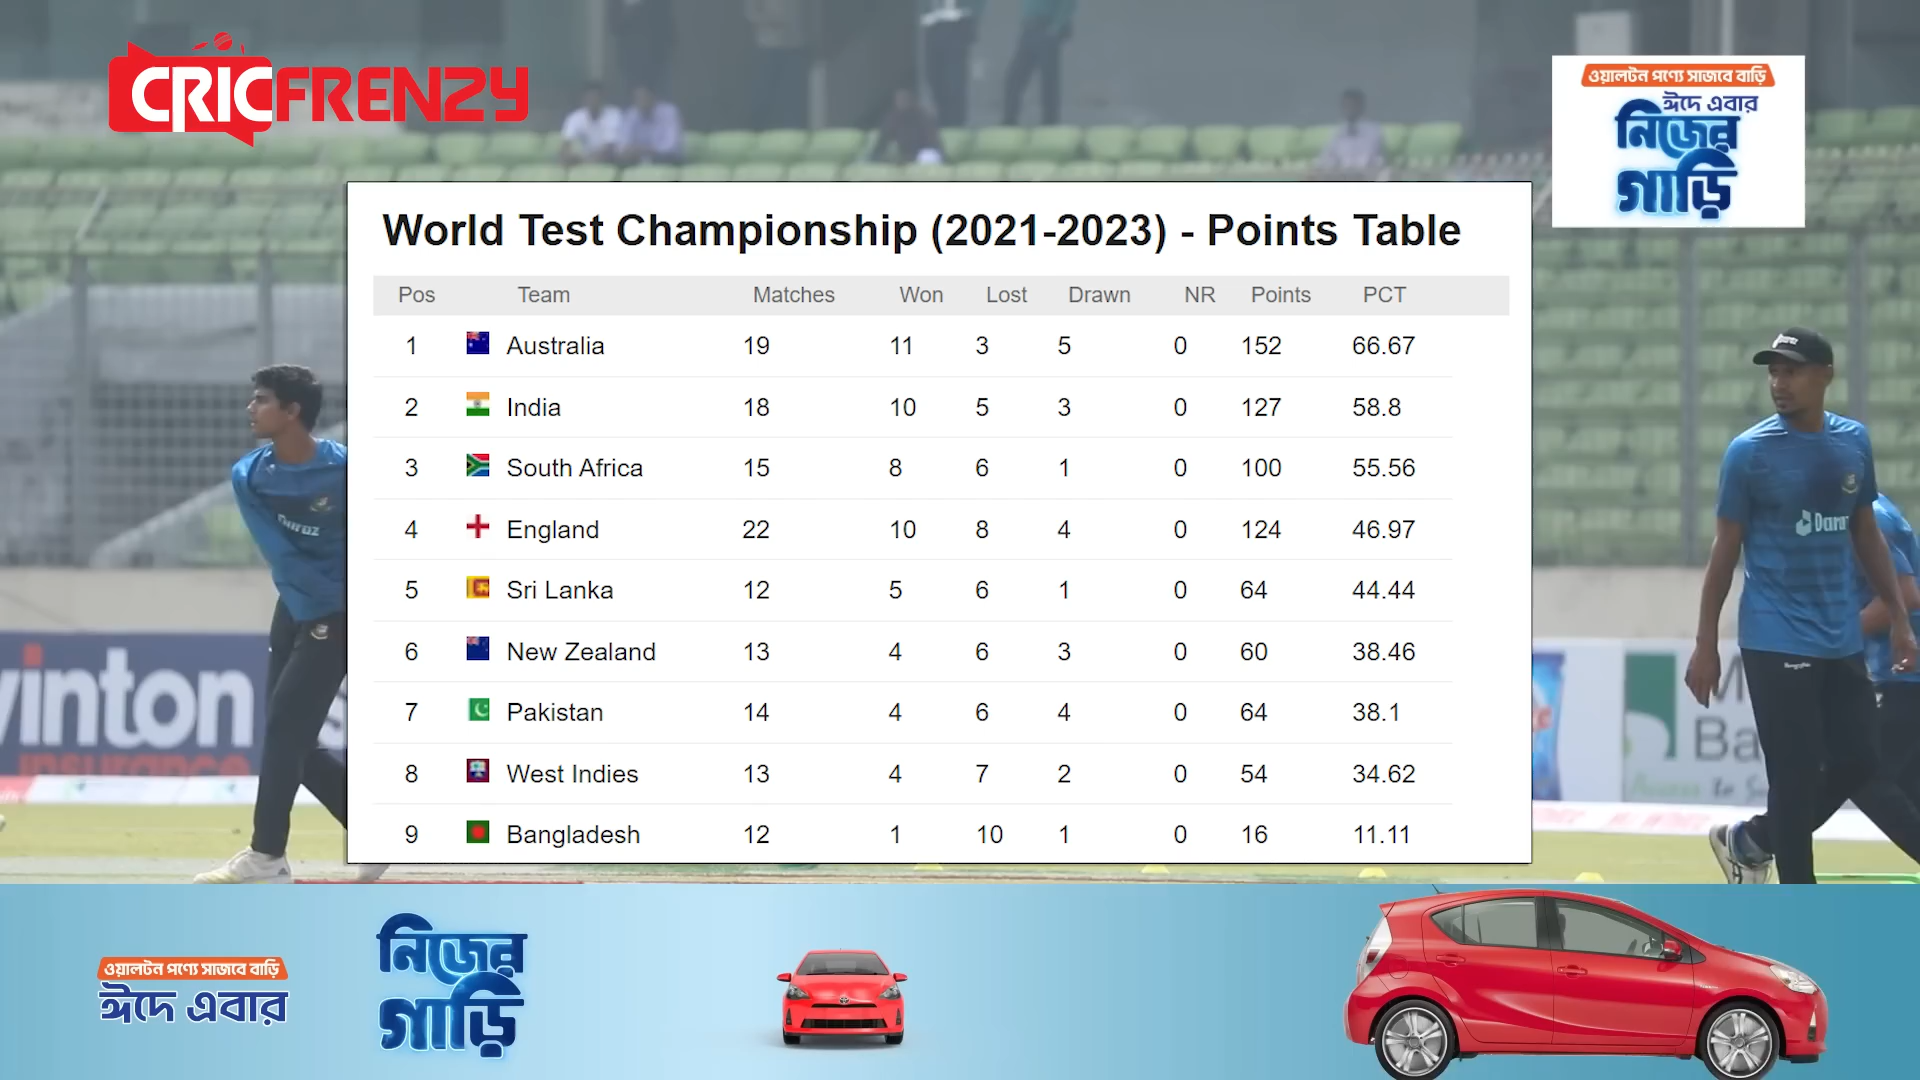 CRICFRENZY
ওয়ালটন পণ্যে সাজবে বাড়ি
ঈদে এবার
নিজের
গাড়ি
World Test Championship (2021-2023) - Points Table
Pos Team Matches Won Lost Drawn NR Points PCT
1 Australia 19 11 3 5 0 152 66.67
2 India 18 10 5 3 0 127 58.8
3 South Africa 15 8 6 1 0 100 55.56
4 England 22 10 8 4 0 124 46.97
5 Sri Lanka 12 5 6 1 0 64 44.44
6 New Zealand 13 4 6 3 0 60 38.46
7 Pakistan 14 4 6 4 0 64 38.1
8 West Indies 13 4 7 2 0 54 34.62
9 Bangladesh 12 1 10 1 0 16 11.11
Daraz
vinton
insurance
ওয়ালটন পণ্যে সাজবে বাড়ি
ঈদে এবার
নিজের
গাড়ি